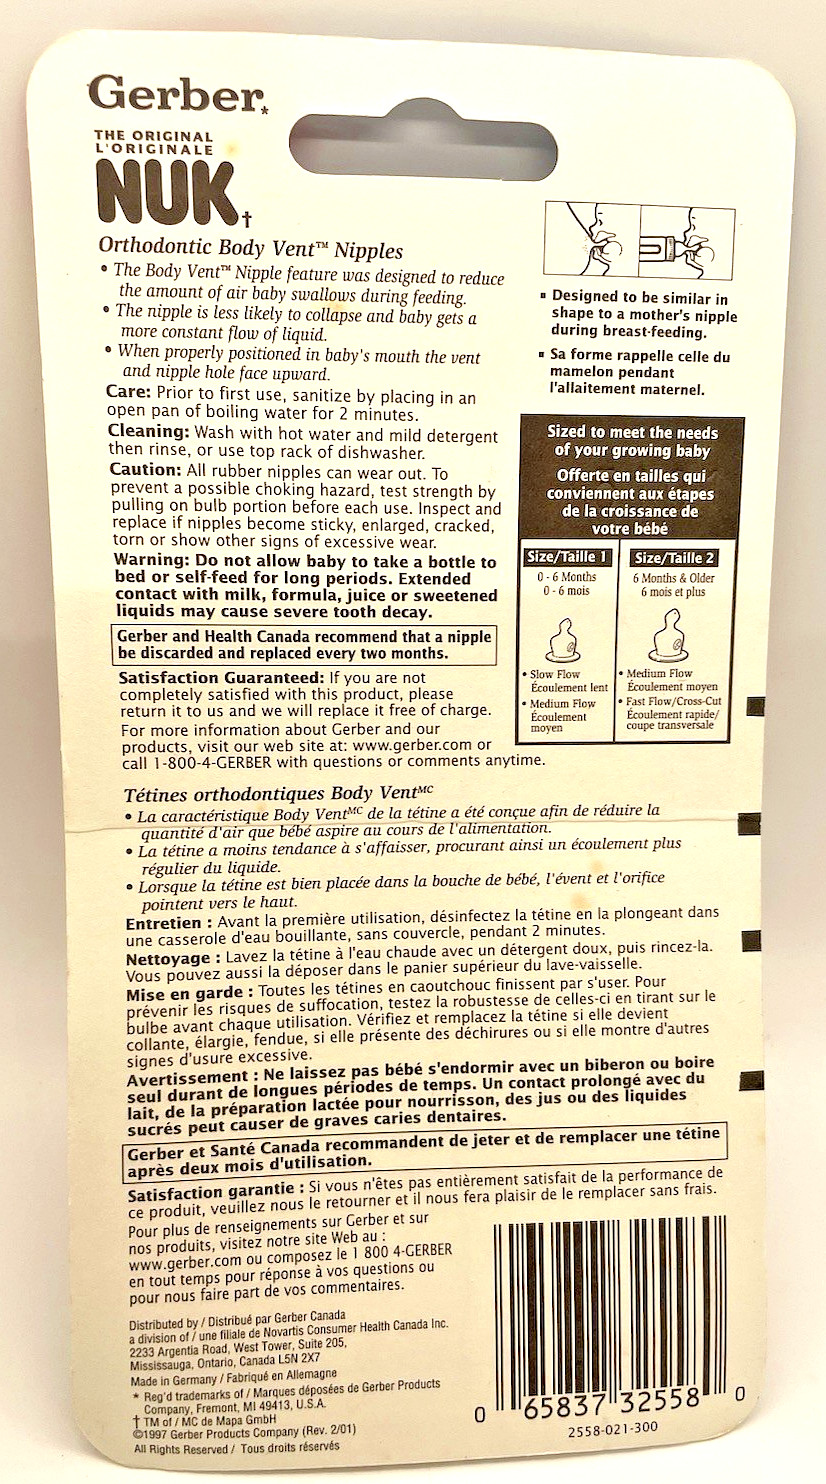 Gerber*
THE ORIGINAL
L'ORIGINALE
NUK†
Orthodontic Body Vent™ Nipples
• The Body Vent™ Nipple feature was designed to reduce
the amount of air baby swallows during feeding.
• The nipple is less likely to collapse and baby gets a
more constant flow of liquid.
• When properly positioned in baby's mouth the vent
and nipple hole face upward.
Care: Prior to first use, sanitize by placing in an
open pan of boiling water for 2 minutes.
Cleaning: Wash with hot water and mild detergent
then rinse, or use top rack of dishwasher.
Caution: All rubber nipples can wear out. To
prevent a possible choking hazard, test strength by
pulling on bulb portion before each use. Inspect and
replace if nipples become sticky, enlarged, cracked,
torn or show other signs of excessive wear.
Warning: Do not allow baby to take a bottle to
bed or self-feed for long periods. Extended
contact with milk, formula, juice or sweetened
liquids may cause severe tooth decay.
Gerber and Health Canada recommend that a nipple
be discarded and replaced every two months.
Satisfaction Guaranteed: If you are not
completely satisfied with this product, please
return it to us and we will replace it free of charge.
For more information about Gerber and our
products, visit our web site at: www.gerber.com or
call 1-800-4-GERBER with questions or comments anytime.
▪ Designed to be similar in
shape to a mother's nipple
during breast-feeding.
▪ Sa forme rappelle celle du
mamelon pendant
l'allaitement maternel.
Sized to meet the needs
of your growing baby
Offerte en tailles qui
conviennent aux étapes
de la croissance de
votre bébé
Size/Taille 1
0 - 6 Months
0 - 6 mois
• Slow Flow
Écoulement lent
• Medium Flow
Écoulement
moyen
Size/Taille 2
6 Months & Older
6 mois et plus
• Medium Flow
Écoulement moyen
• Fast Flow/Cross-Cut
Écoulement rapide/
coupe transversale
Tétines orthodontiques Body Ventᴹᶜ
• La caractéristique Body Ventᴹᶜ de la tétine a été conçue afin de réduire la
quantité d'air que bébé aspire au cours de l'alimentation.
• La tétine a moins tendance à s'affaisser, procurant ainsi un écoulement plus
régulier du liquide.
• Lorsque la tétine est bien placée dans la bouche de bébé, l'évent et l'orifice
pointent vers le haut.
Entretien : Avant la première utilisation, désinfectez la tétine en la plongeant dans
une casserole d'eau bouillante, sans couvercle, pendant 2 minutes.
Nettoyage : Lavez la tétine à l'eau chaude avec un détergent doux, puis rincez-la.
Vous pouvez aussi la déposer dans le panier supérieur du lave-vaisselle.
Mise en garde : Toutes les tétines en caoutchouc finissent par s'user. Pour
prévenir les risques de suffocation, testez la robustesse de celles-ci en tirant sur le
bulbe avant chaque utilisation. Vérifiez et remplacez la tétine si elle devient
collante, élargie, fendue, si elle présente des déchirures ou si elle montre d'autres
signes d'usure excessive.
Avertissement : Ne laissez pas bébé s'endormir avec un biberon ou boire
seul durant de longues périodes de temps. Un contact prolongé avec du
lait, de la préparation lactée pour nourrisson, des jus ou des liquides
sucrés peut causer de graves caries dentaires.
Gerber et Santé Canada recommandent de jeter et de remplacer une tétine
après deux mois d'utilisation.
Satisfaction garantie : Si vous n'êtes pas entièrement satisfait de la performance de
ce produit, veuillez nous le retourner et il nous fera plaisir de le remplacer sans frais.
Pour plus de renseignements sur Gerber et sur
nos produits, visitez notre site Web au :
www.gerber.com ou composez le 1 800 4-GERBER
en tout temps pour réponse à vos questions ou
pour nous faire part de vos commentaires.
Distributed by / Distribué par Gerber Canada
a division of / une filiale de Novartis Consumer Health Canada Inc.
2233 Argentia Road, West Tower, Suite 205,
Mississauga, Ontario, Canada L5N 2X7
Made in Germany / Fabriqué en Allemagne
* Reg'd trademarks of / Marques déposées de Gerber Products
Company, Fremont, MI 49413, U.S.A.
† TM of / MC de Mapa GmbH
©1997 Gerber Products Company (Rev. 2/01)
All Rights Reserved / Tous droits réservés
0 65837 32558 0
2558-021-300